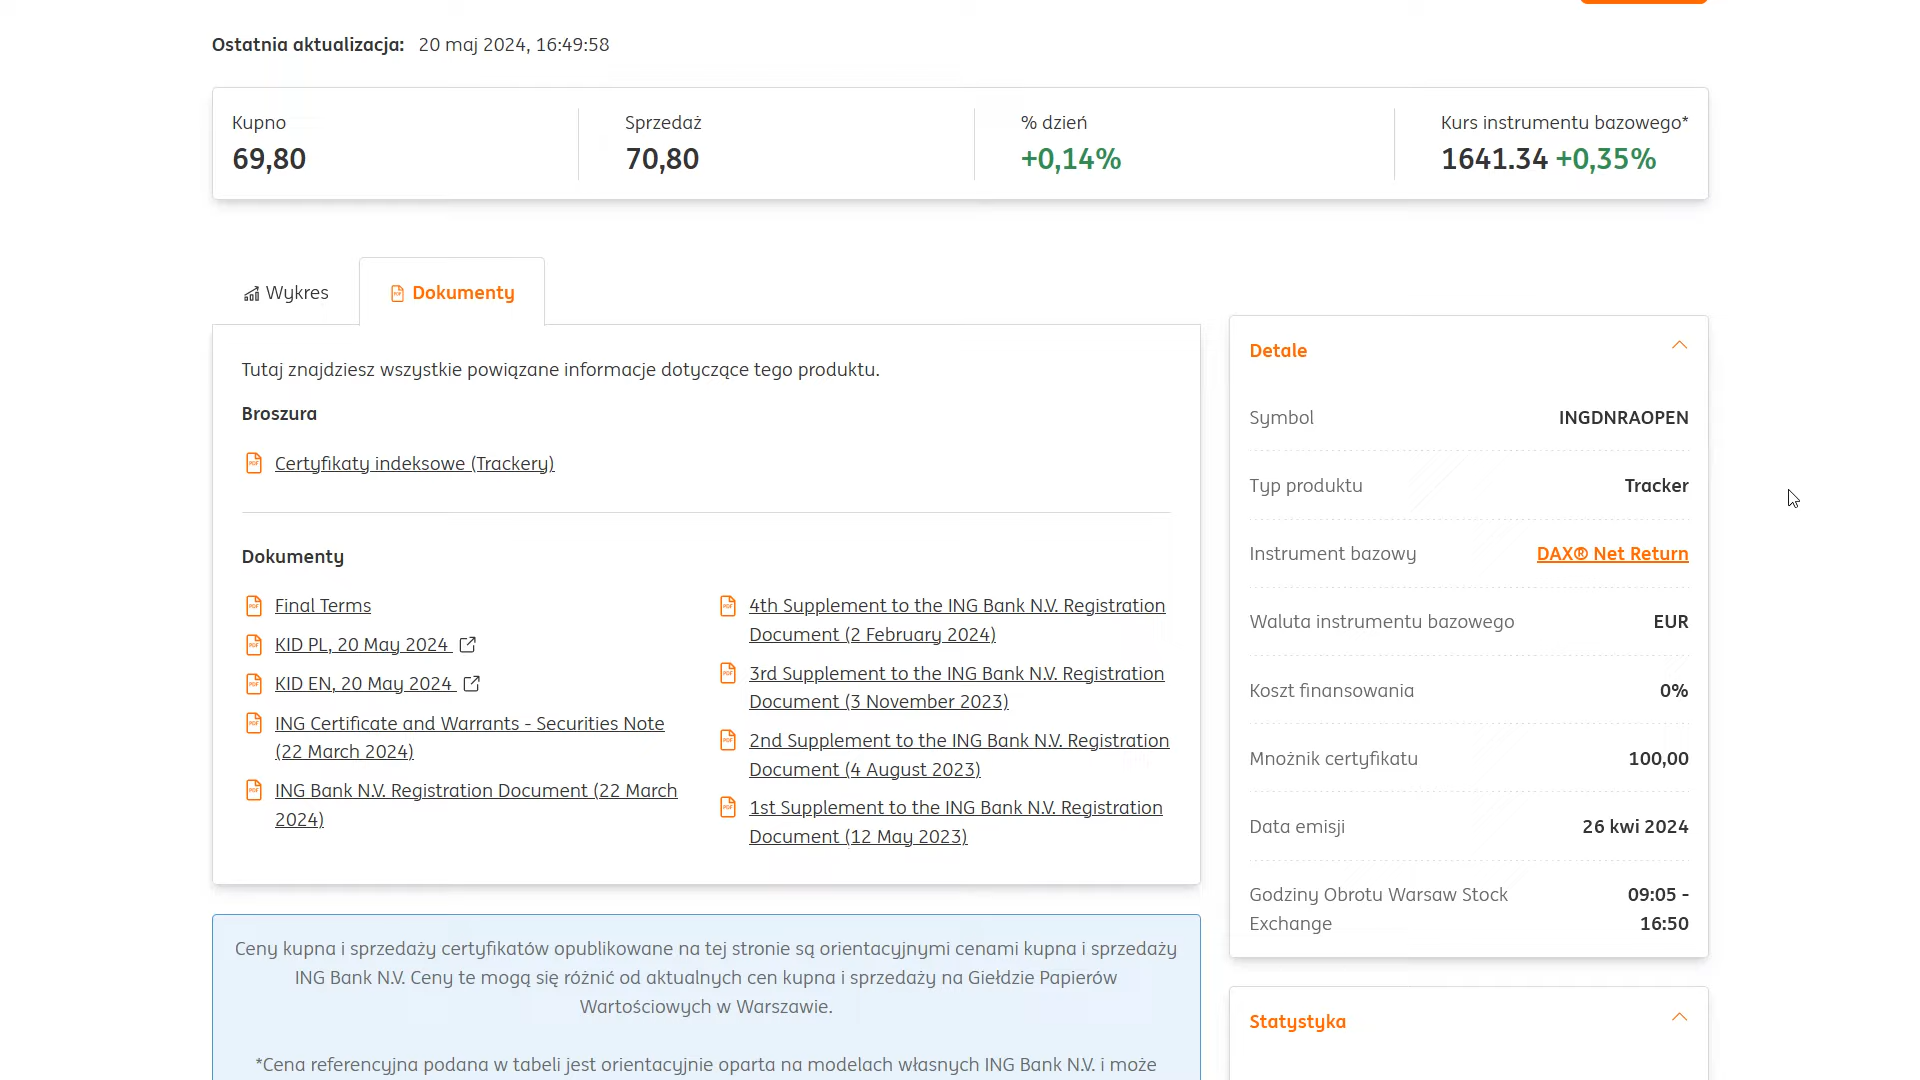 Ostatnia aktualizacja: 20 maj 2024, 16:49:58
Kupno
69,80
Sprzedaż
70,80
% dzień
+0,14%
Kurs instrumentu bazowego*
1641.34 +0,35%
Wykres
Dokumenty
Tutaj znajdziesz wszystkie powiązane informacje dotyczące tego produktu.
Broszura
Certyfikaty indeksowe (Trackery)
Dokumenty
Final Terms
KID PL, 20 May 2024
KID EN, 20 May 2024
ING Certificate and Warrants - Securities Note
(22 March 2024)
ING Bank N.V. Registration Document (22 March
2024)
4th Supplement to the ING Bank N.V. Registration
Document (2 February 2024)
3rd Supplement to the ING Bank N.V. Registration
Document (3 November 2023)
2nd Supplement to the ING Bank N.V. Registration
Document (4 August 2023)
1st Supplement to the ING Bank N.V. Registration
Document (12 May 2023)
Ceny kupna i sprzedaży certyfikatów opublikowane na tej stronie są orientacyjnymi cenami kupna i sprzedaży
ING Bank N.V. Ceny te mogą się różnić od aktualnych cen kupna i sprzedaży na Giełdzie Papierów
Wartościowych w Warszawie.
*Cena referencyjna podana w tabeli jest orientacyjnie oparta na modelach własnych ING Bank N.V. i może
Detale
Symbol INGDNRAOPEN
Typ produktu Tracker
Instrument bazowy DAX® Net Return
Waluta instrumentu bazowego EUR
Koszt finansowania 0%
Mnożnik certyfikatu 100,00
Data emisji 26 kwi 2024
Godziny Obrotu Warsaw Stock 09:05 -
Exchange 16:50
Statystyka